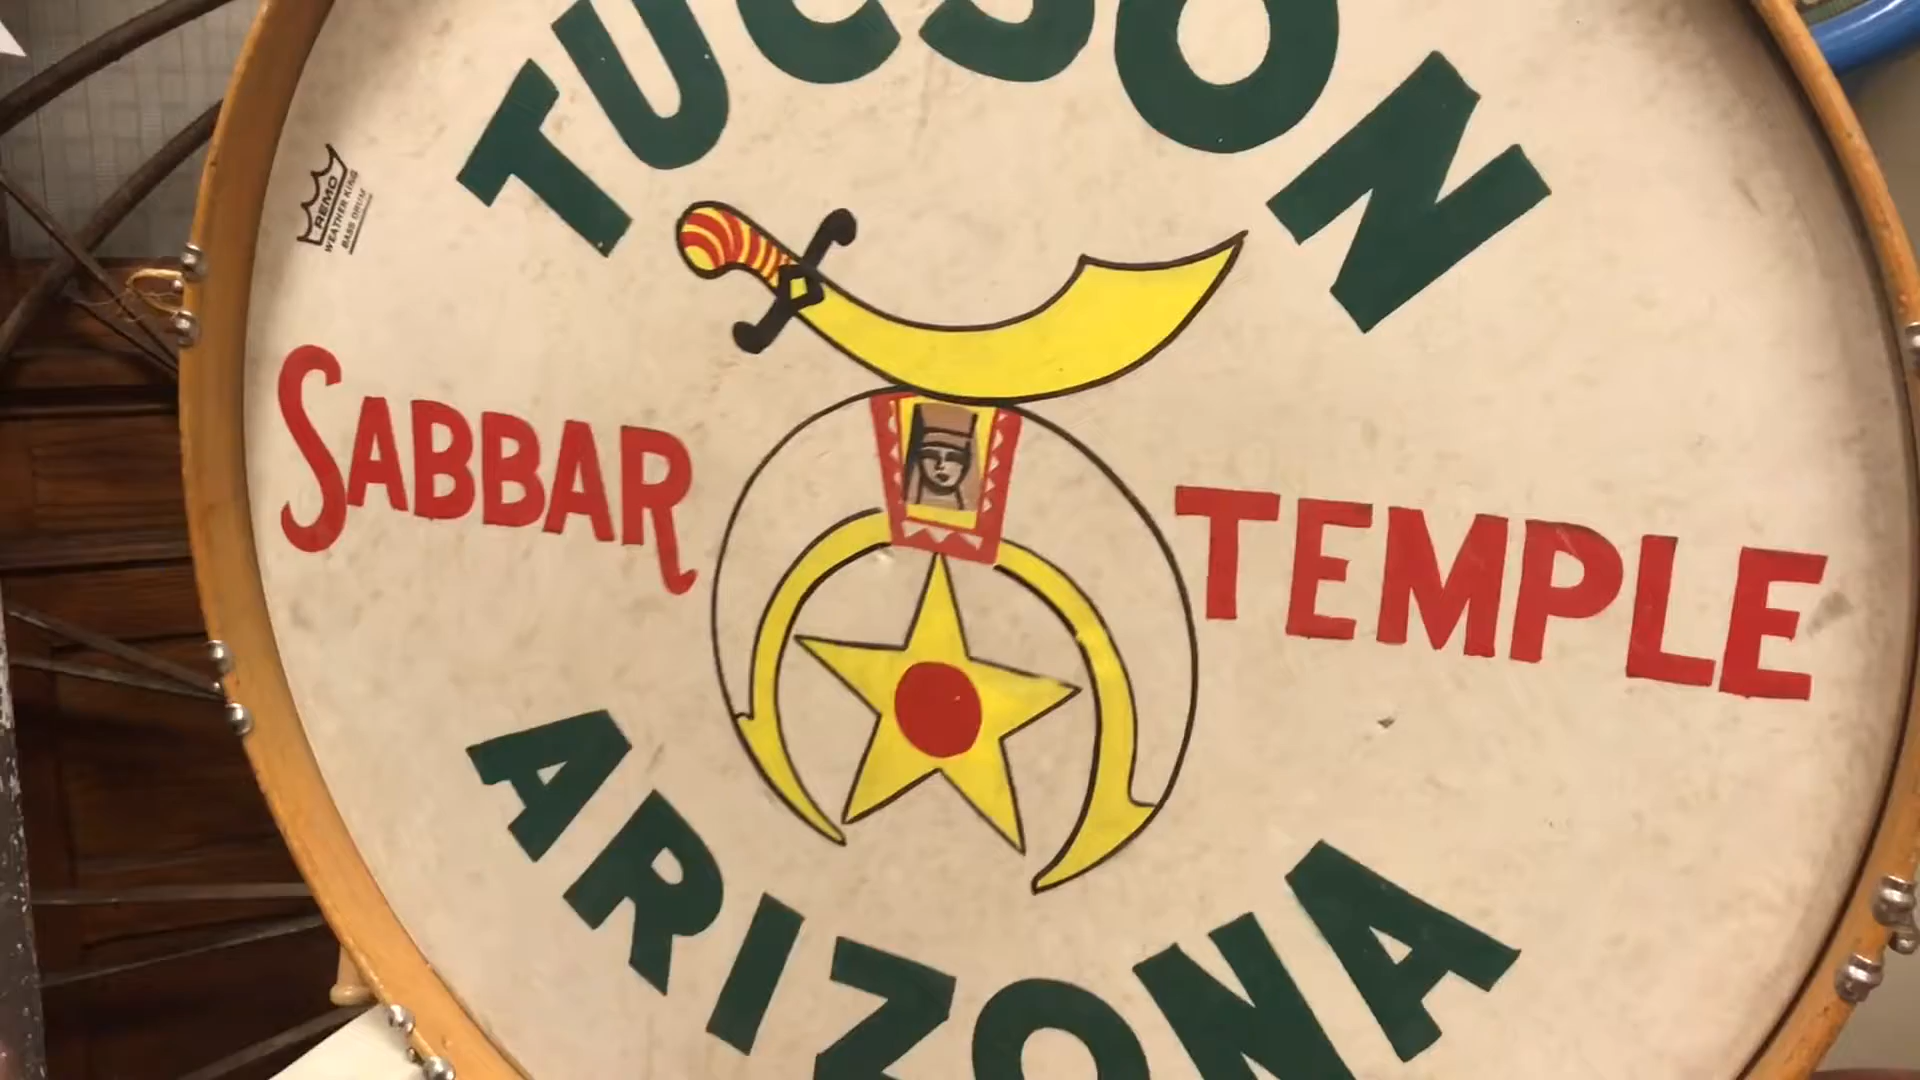 TUCSON
REMO
WEATHER KING
BASS DRUM
SABBAR TEMPLE
ARIZONA